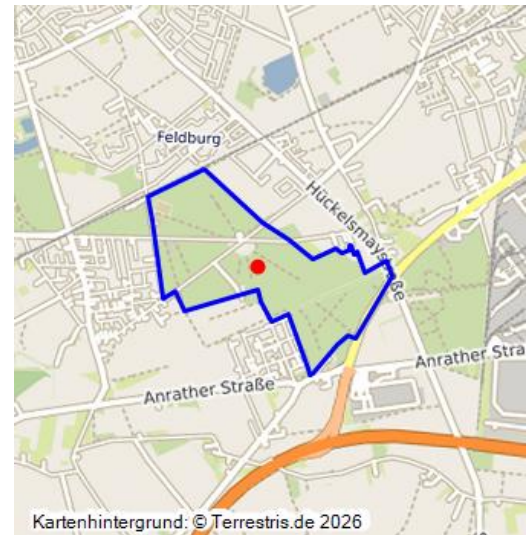 Feldburg
Hückelsmaystraße
Anrather Straße
Anrather Stra
Kartenhintergrund: © Terrestris.de 2026